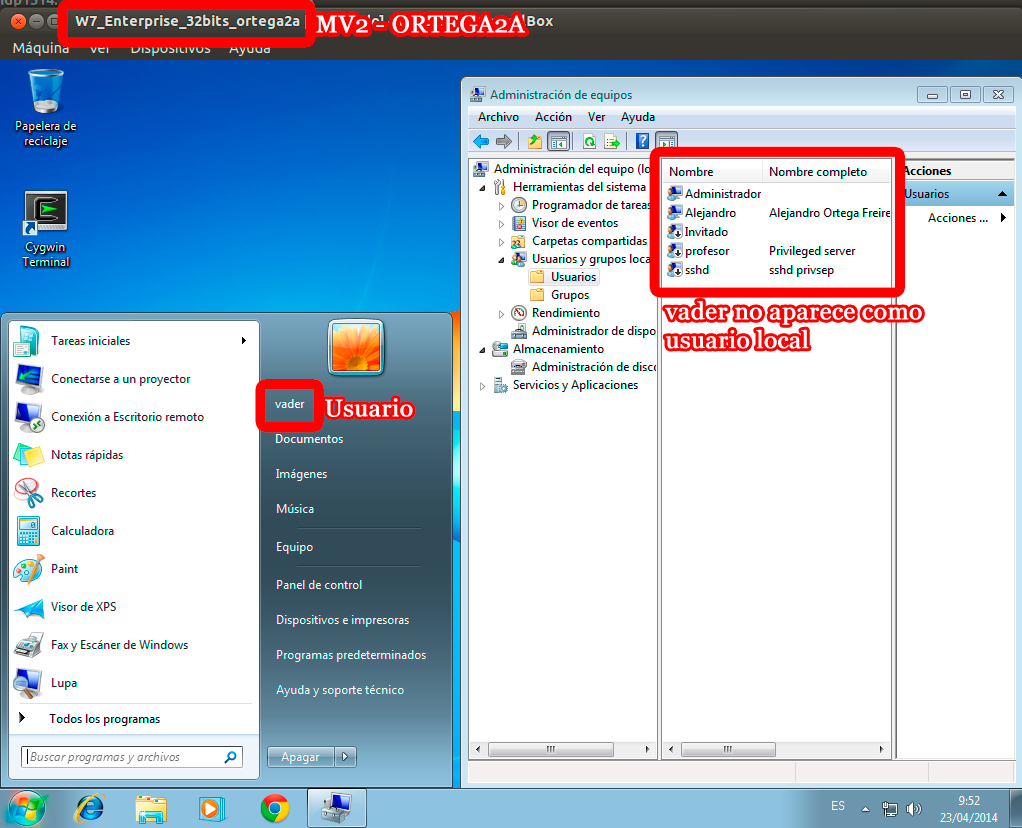 W7_Enterprise_32bits_ortega2a
MV2 - ORTEGA2A
Box
Máquina Ver Dispositivos Ayuda
Papelera de
reciclaje
Cygwin
Terminal
Administración de equipos
Archivo Acción Ver Ayuda
Administración del equipo (lo
Herramientas del sistema
Programador de tareas
Visor de eventos
Carpetas compartidas
Usuarios y grupos loca
Usuarios
Grupos
Rendimiento
Administrador de dispo
Almacenamiento
Administración de disco
Servicios y Aplicaciones
Nombre Nombre completo
Administrador
Alejandro Alejandro Ortega Freire
Invitado
profesor Privileged server
sshd sshd privsep
Acciones
Usuarios
Acciones ...
vader no aparece como
usuario local
Tareas iniciales
Conectarse a un proyector
Conexión a Escritorio remoto
Notas rápidas
Recortes
Calculadora
Paint
Visor de XPS
Fax y Escáner de Windows
Lupa
Todos los programas
Buscar programas y archivos
vader
Usuario
Documentos
Imágenes
Música
Equipo
Panel de control
Dispositivos e impresoras
Programas predeterminados
Ayuda y soporte técnico
Apagar
ES
9:52
23/04/2014